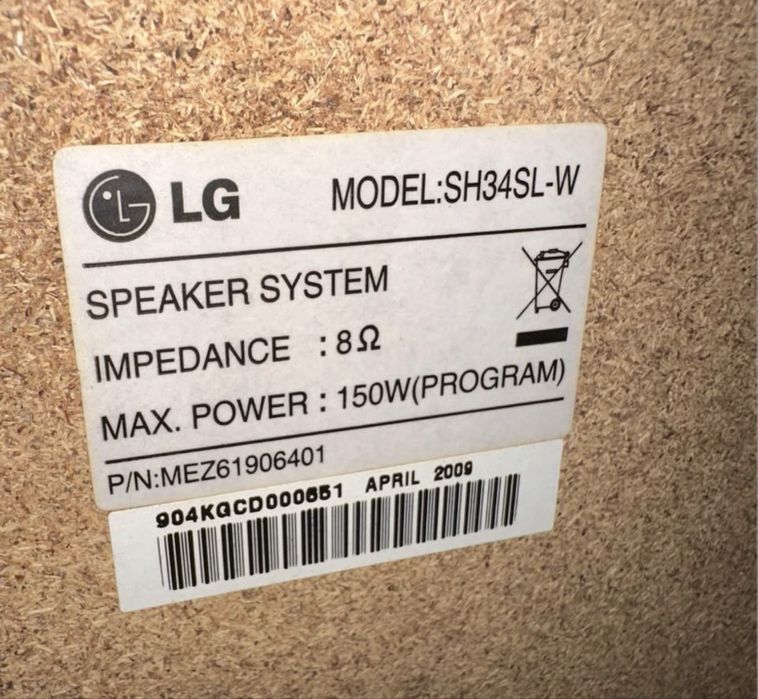 LG MODEL:SH34SL-W
SPEAKER SYSTEM
IMPEDANCE : 8Ω
MAX. POWER : 150W(PROGRAM)
P/N:MEZ61906401
904KGCD000651 APRIL 2009